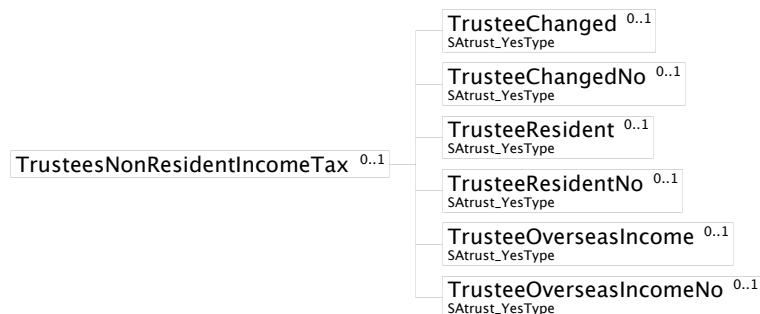 TrusteeChanged 0..1
SAtrust_YesType
TrusteeChangedNo 0..1
SAtrust_YesType
TrusteeResident 0..1
SAtrust_YesType
TrusteesNonResidentIncomeTax 0..1
TrusteeResidentNo 0..1
SAtrust_YesType
TrusteeOverseasIncome 0..1
SAtrust_YesType
TrusteeOverseasIncomeNo 0..1
SAtrust_YesType